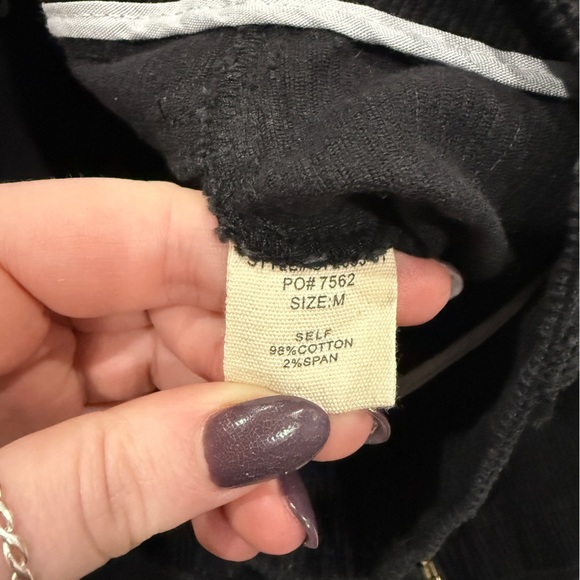 PO# 7562
SIZE:M
SELF
98%COTTON
2%SPAN